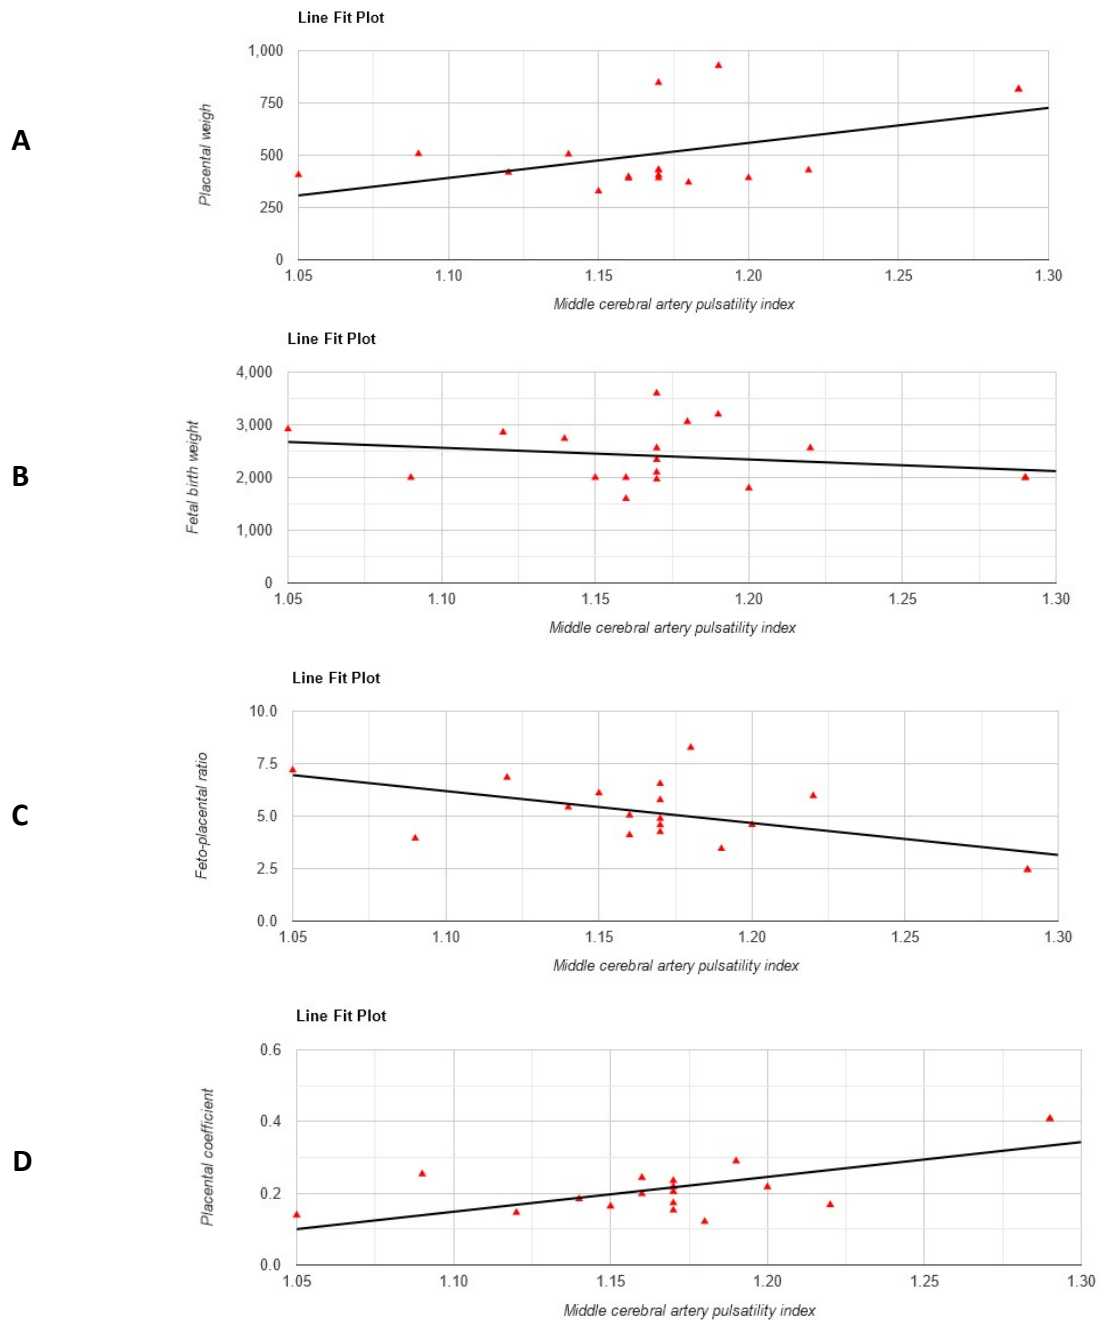 Line Fit Plot
A
Placental weigh
1,000
750
500
250
0
1.05 1.10 1.15 1.20 1.25 1.30
Middle cerebral artery pulsatility index
Line Fit Plot
B
Fetal birth weight
4,000
3,000
2,000
1,000
0
1.05 1.10 1.15 1.20 1.25 1.30
Middle cerebral artery pulsatility index
Line Fit Plot
C
Feto-placental ratio
10.0
7.5
5.0
2.5
0.0
1.05 1.10 1.15 1.20 1.25 1.30
Middle cerebral artery pulsatility index
Line Fit Plot
D
Placental coefficient
0.6
0.4
0.2
0.0
1.05 1.10 1.15 1.20 1.25 1.30
Middle cerebral artery pulsatility index